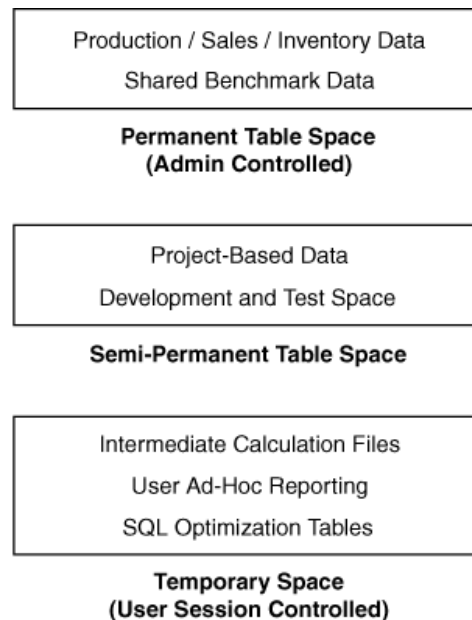 Production / Sales / Inventory Data
Shared Benchmark Data
Permanent Table Space
(Admin Controlled)
Project-Based Data
Development and Test Space
Semi-Permanent Table Space
Intermediate Calculation Files
User Ad-Hoc Reporting
SQL Optimization Tables
Temporary Space
(User Session Controlled)